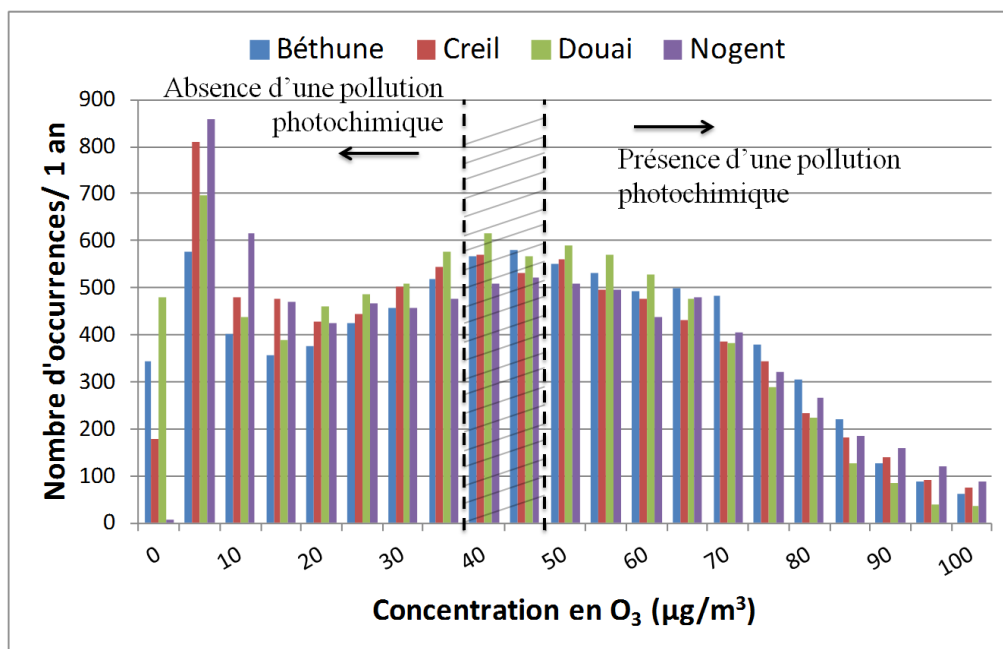 Béthune Creil Douai Nogent
Absence d’une pollution
photochimique
Présence d’une pollution
photochimique
Nombre d'occurrences/ 1 an
900
800
700
600
500
400
300
200
100
0
0 10 20 30 40 50 60 70 80 90 100
Concentration en O₃ (µg/m³)